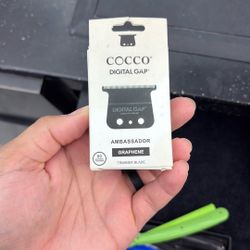 COCCO®
DIGITAL GAP®
DIGITAL GAP
AMBASSADOR
GRAPHENE
TRIMMER BLADE